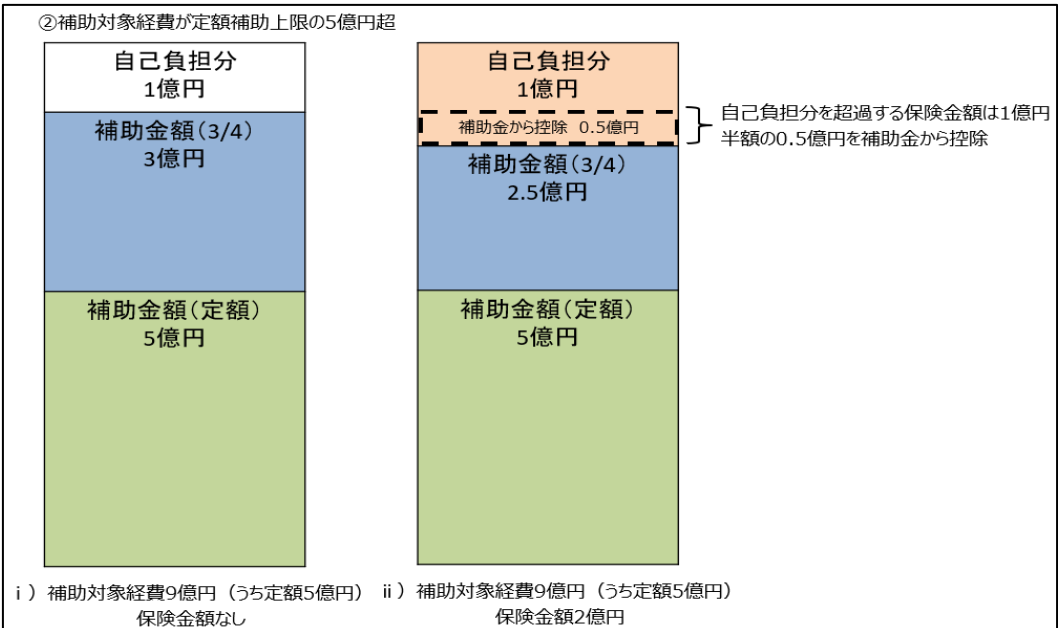 ②補助対象経費が定額補助上限の5億円超
自己負担分
1億円
補助金額(3/4)
3億円
補助金額(定額)
5億円
i）補助対象経費9億円（うち定額5億円）
保険金額なし
自己負担分
1億円
補助金から控除 0.5億円
補助金額(3/4)
2.5億円
補助金額(定額)
5億円
ii）補助対象経費9億円（うち定額5億円）
保険金額2億円
自己負担分を超過する保険金額は1億円
半額の0.5億円を補助金から控除